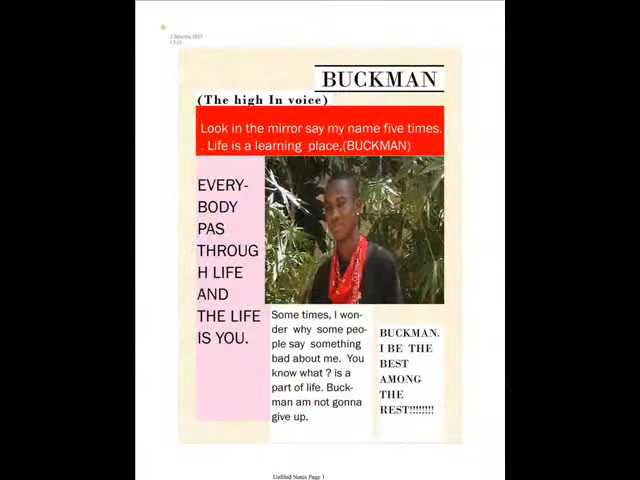 BUCKMAN
(The high In voice)
Look in the mirror say my name five times.
. Life is a learning place,(BUCKMAN)
EVERY-
BODY
PAS
THROUG
H LIFE
AND
THE LIFE
IS YOU.
Some times, I won-
der why some peo-
ple say something
bad about me. You
know what ? is a
part of life. Buck-
man am not gonna
give up.
BUCKMAN.
I BE THE
BEST
AMONG
THE
REST!!!!!!!!
Unfiled Notes Page 1